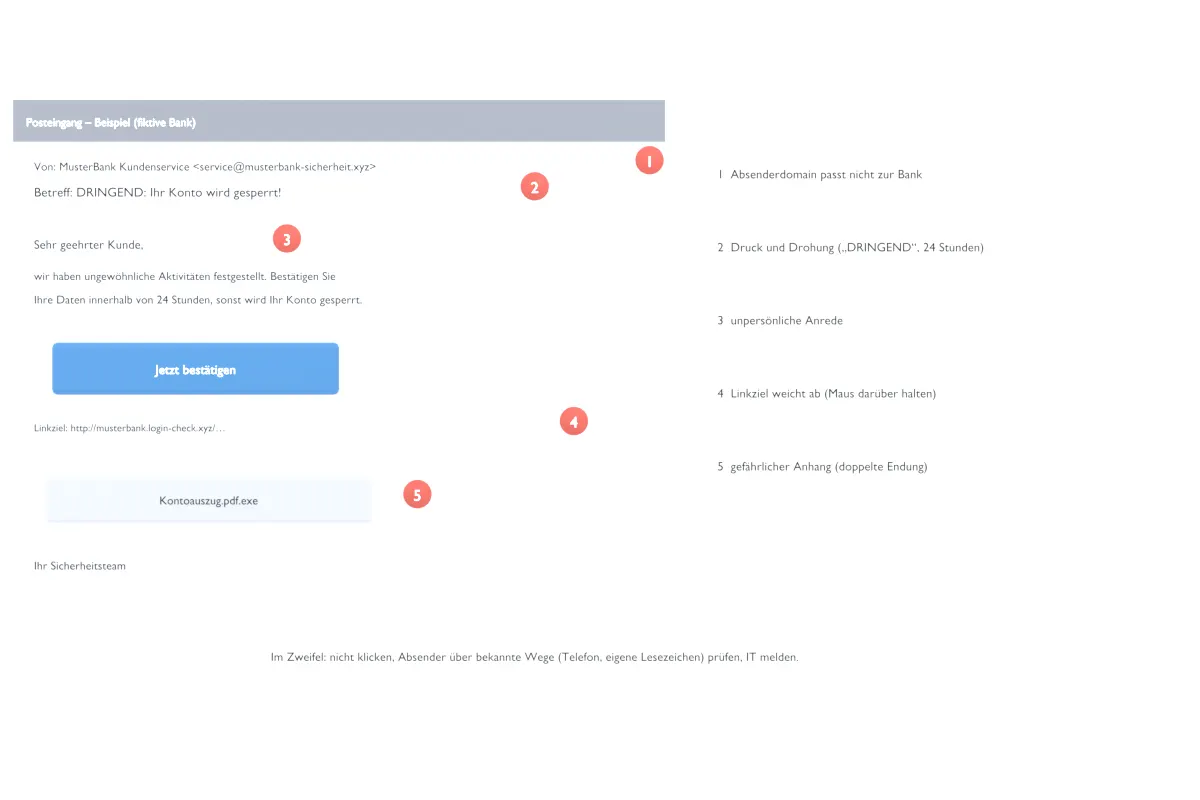 Posteingang – Beispiel (fiktive Bank)
Von: MusterBank Kundenservice <service@musterbank-sicherheit.xyz>
1
Betreff: DRINGEND: Ihr Konto wird gesperrt!
2
Sehr geehrter Kunde,
3
wir haben ungewöhnliche Aktivitäten festgestellt. Bestätigen Sie
Ihre Daten innerhalb von 24 Stunden, sonst wird Ihr Konto gesperrt.
Jetzt bestätigen
Linkziel: http://musterbank.login-check.xyz/…
4
Kontoauszug.pdf.exe
5
Ihr Sicherheitsteam
1 Absenderdomain passt nicht zur Bank
2 Druck und Drohung („DRINGEND“, 24 Stunden)
3 unpersönliche Anrede
4 Linkziel weicht ab (Maus darüber halten)
5 gefährlicher Anhang (doppelte Endung)
Im Zweifel: nicht klicken, Absender über bekannte Wege (Telefon, eigene Lesezeichen) prüfen, IT melden.